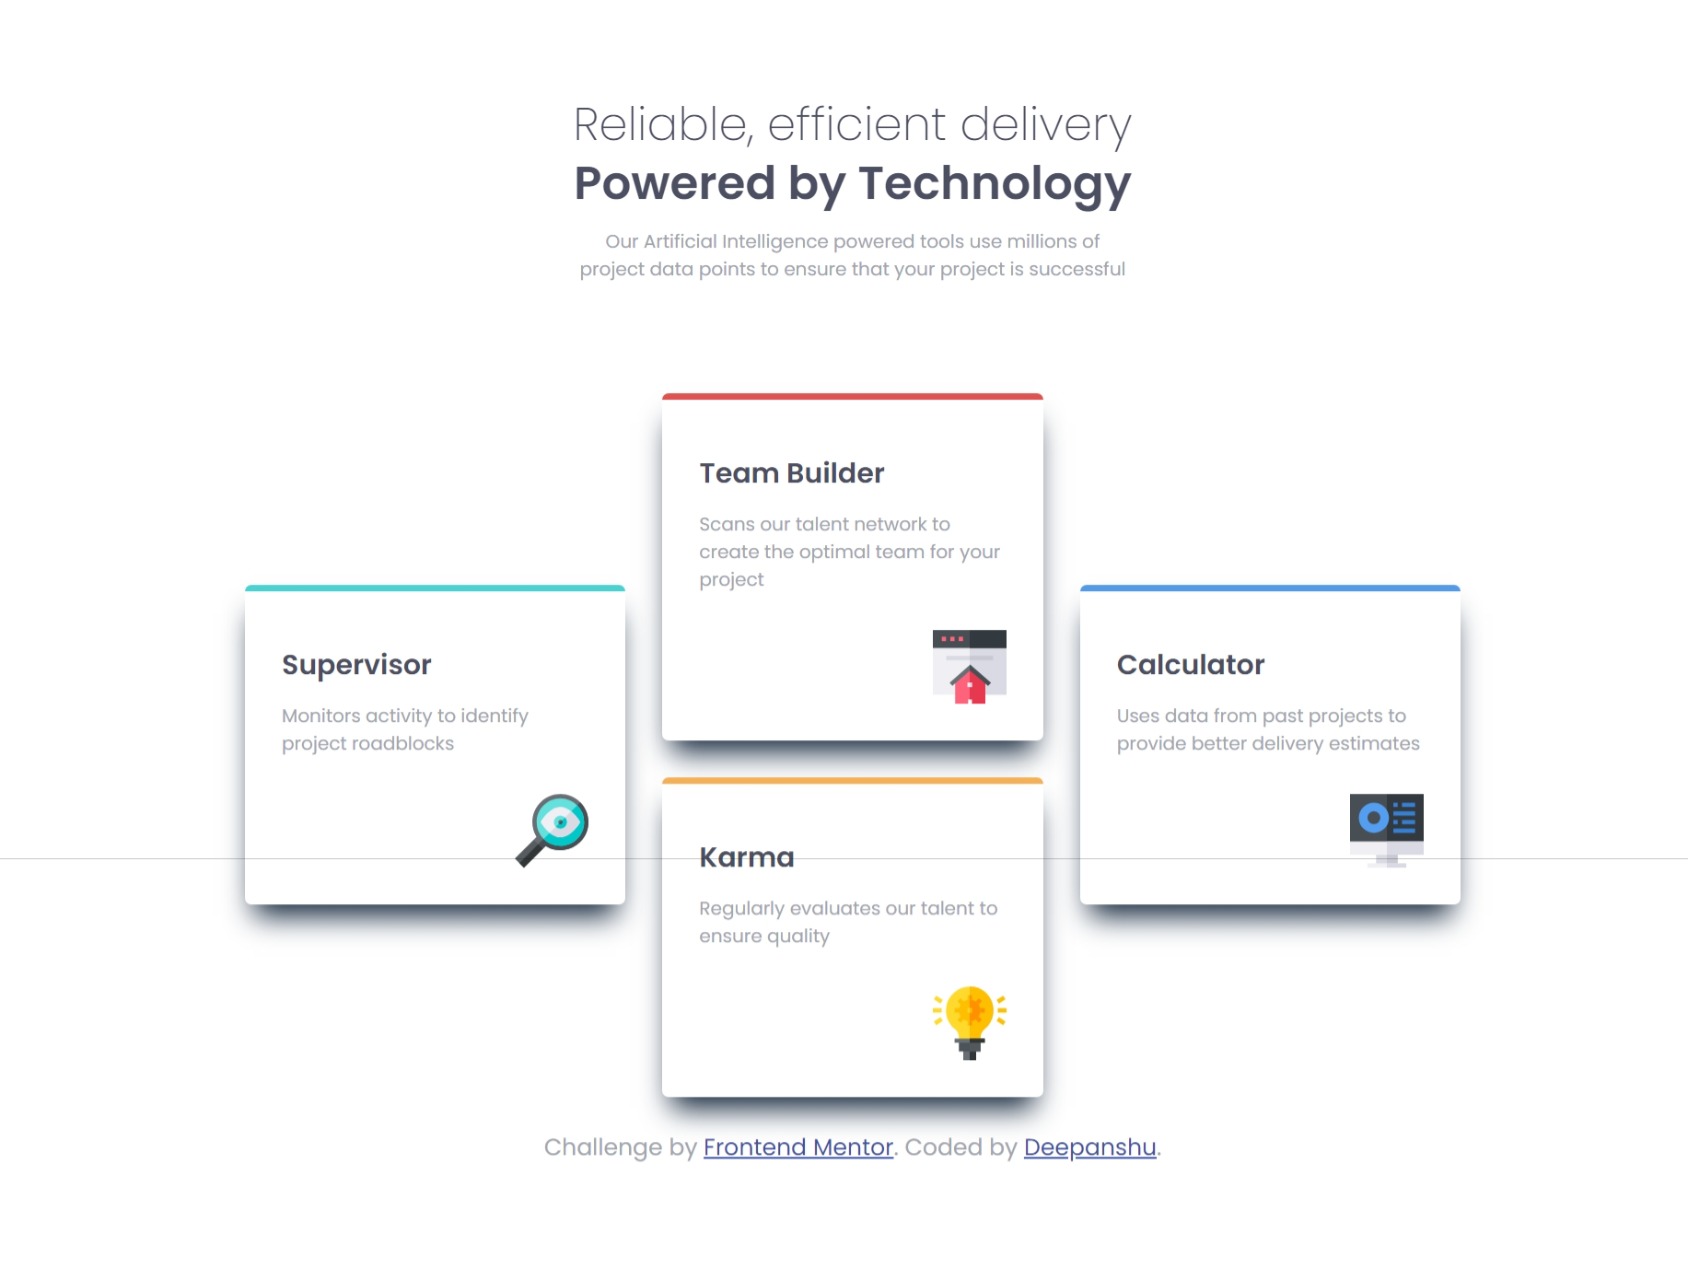 Reliable, efficient delivery
Powered by Technology
Our Artificial Intelligence powered tools use millions of
project data points to ensure that your project is successful
Supervisor
Monitors activity to identify
project roadblocks
Team Builder
Scans our talent network to
create the optimal team for your
project
Karma
Regularly evaluates our talent to
ensure quality
Calculator
Uses data from past projects to
provide better delivery estimates
Challenge by Frontend Mentor. Coded by Deepanshu.